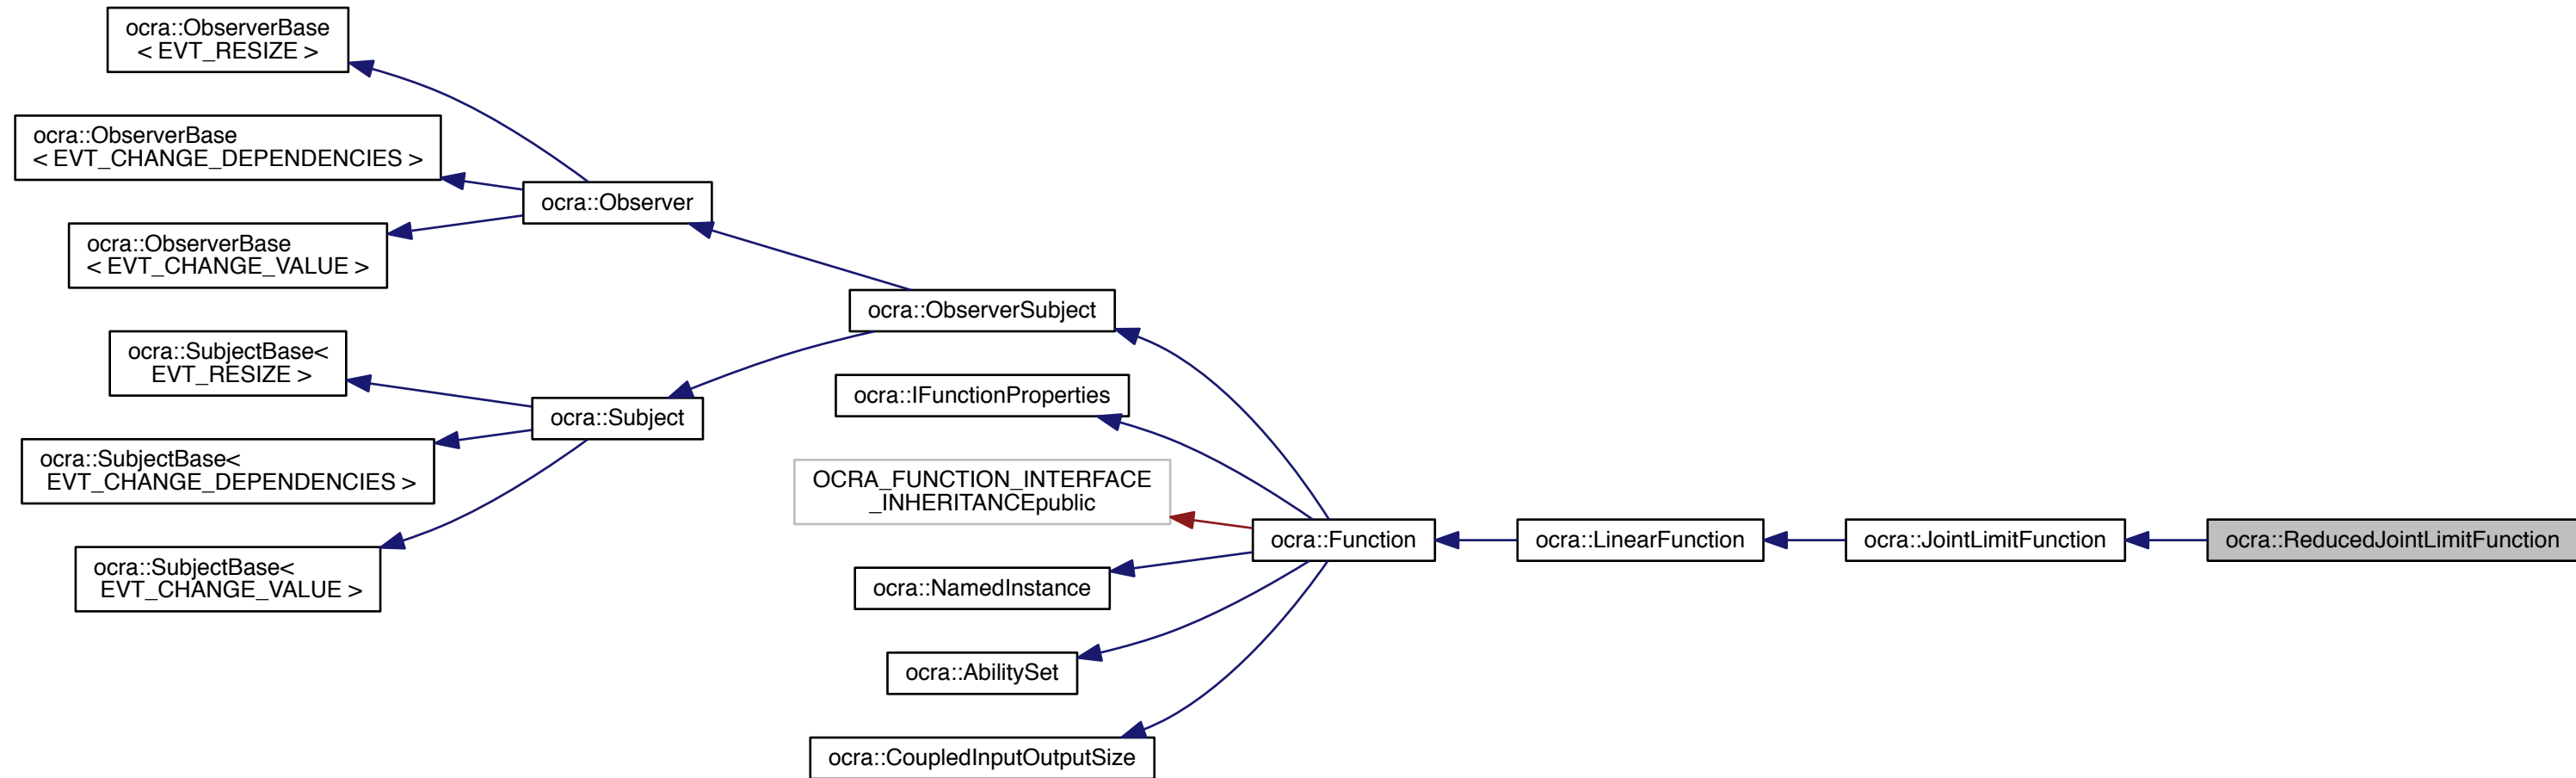 ocra::ObserverBase
< EVT_RESIZE >
ocra::ObserverBase
< EVT_CHANGE_DEPENDENCIES >
ocra::Observer
ocra::ObserverBase
< EVT_CHANGE_VALUE >
ocra::ObserverSubject
ocra::SubjectBase<
EVT_RESIZE >
ocra::IFunctionProperties
ocra::Subject
ocra::SubjectBase<
EVT_CHANGE_DEPENDENCIES >
OCRA_FUNCTION_INTERFACE
_INHERITANCEpublic
ocra::Function
ocra::LinearFunction
ocra::JointLimitFunction
ocra::ReducedJointLimitFunction
ocra::SubjectBase<
EVT_CHANGE_VALUE >
ocra::NamedInstance
ocra::AbilitySet
ocra::CoupledInputOutputSize